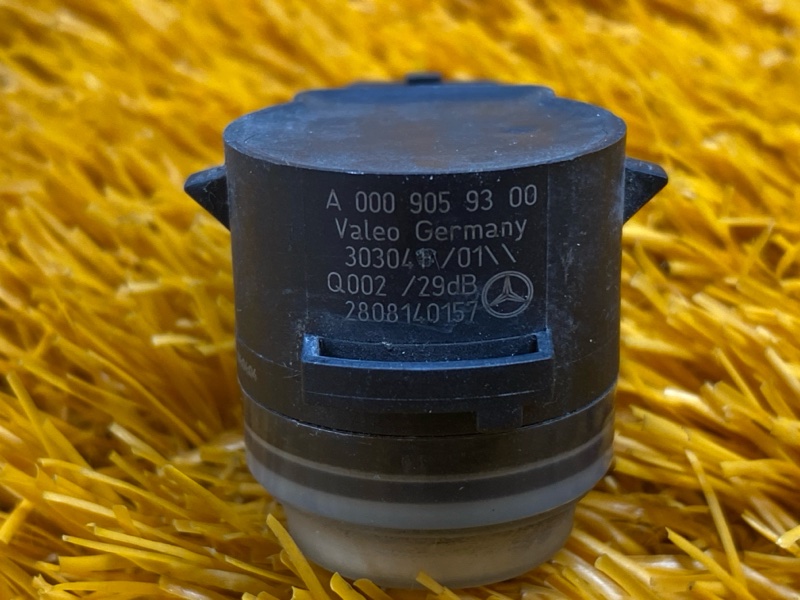 A 000 905 93 00
Valeo Germany
Q002 /29dB
2808140157